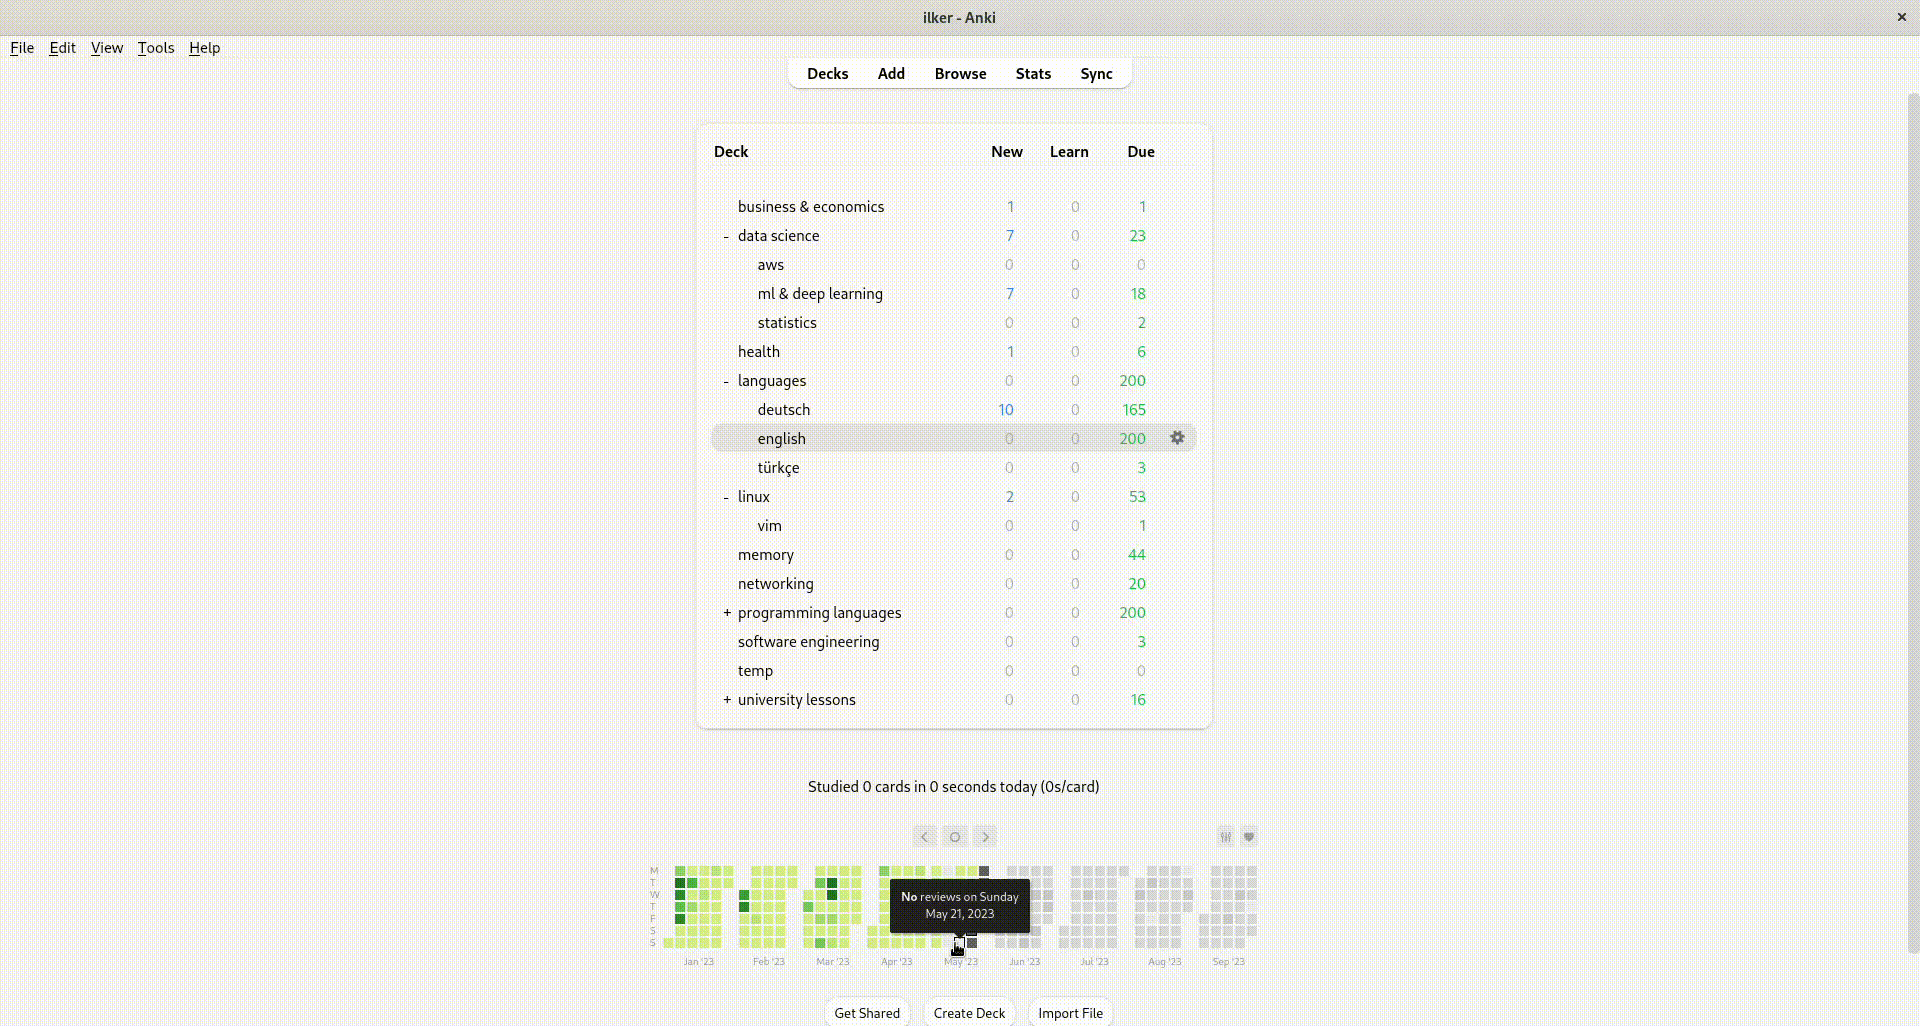 ilker - Anki
File Edit View Tools Help
Decks Add Browse Stats Sync
Deck New Learn Due
business & economics 1 0 1
- data science 7 0 23
aws 0 0 0
ml & deep learning 7 0 18
statistics 0 0 2
health 1 0 6
- languages 0 0 200
deutsch 10 0 165
english 0 0 200
türkçe 0 0 3
- linux 2 0 53
vim 0 0 1
memory 0 0 44
networking 0 0 20
+ programming languages 0 0 200
software engineering 0 0 3
temp 0 0 0
+ university lessons 0 0 16
Studied 0 cards in 0 seconds today (0s/card)
M
T
W
T
F
S
S
No reviews on Sunday
May 21, 2023
Jan '23 Feb '23 Mar '23 Apr '23 May '23 Jun '23 Jul '23 Aug '23 Sep '23
Get Shared Create Deck Import File